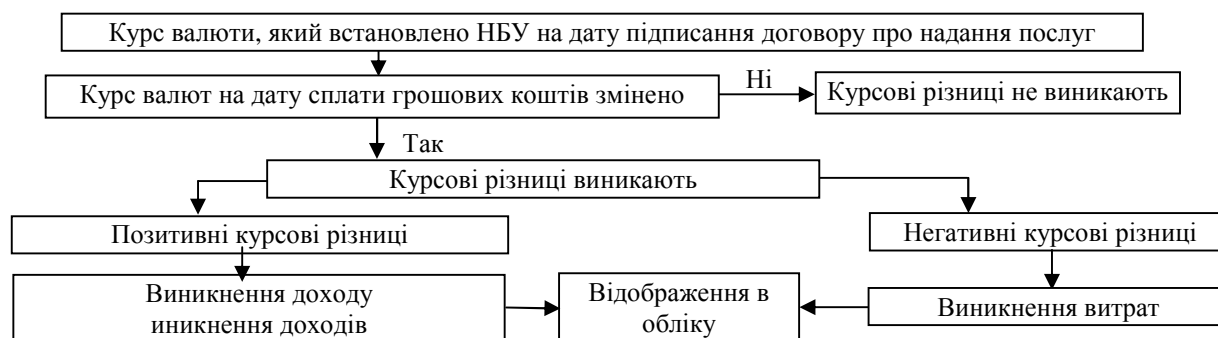 Курс валюти, який встановлено НБУ на дату підписання договору про надання послуг
Курс валют на дату сплати грошових коштів змінено
Ні
Курсові різниці не виникають
Так
Курсові різниці виникають
Позитивні курсові різниці
Негативні курсові різниці
Виникнення доходу
иникнення доходів
Відображення в
обліку
Виникнення витрат